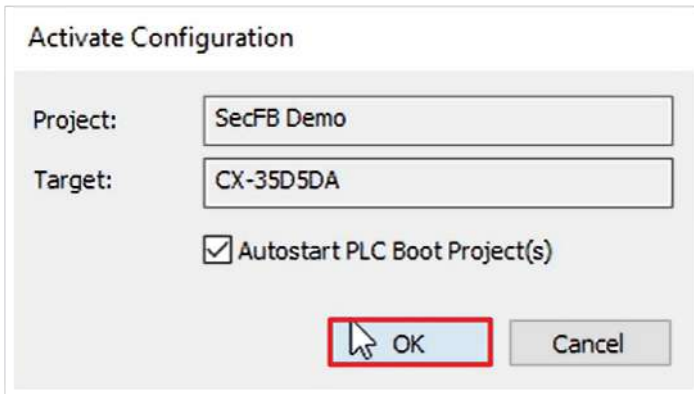 Activate Configuration
Project: SecFB Demo
Target: CX-35D5DA
Autostart PLC Boot Project(s)
OK Cancel